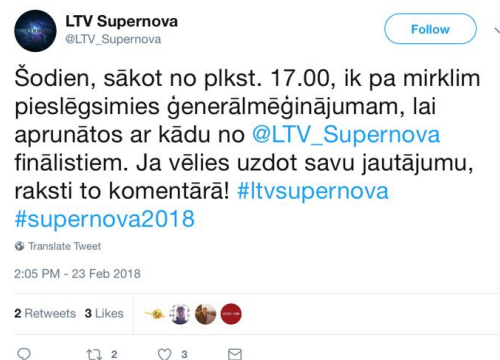 LTV Supernova
@LTV_Supernova
Follow
Šodien, sākot no plkst. 17.00, ik pa mirklim
pieslēgsimies ģenerālmēģinājumam, lai
aprunātos ar kādu no @LTV_Supernova
finālistiem. Ja vēlies uzdot savu jautājumu,
raksti to komentārā! #ltvsupernova
#supernova2018
Translate Tweet
2:05 PM - 23 Feb 2018
2 Retweets 3 Likes
2 3